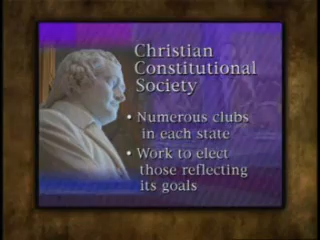 Christian
Constitutional
Society
• Numerous clubs
in each state
• Work to elect
those reflecting
its goals